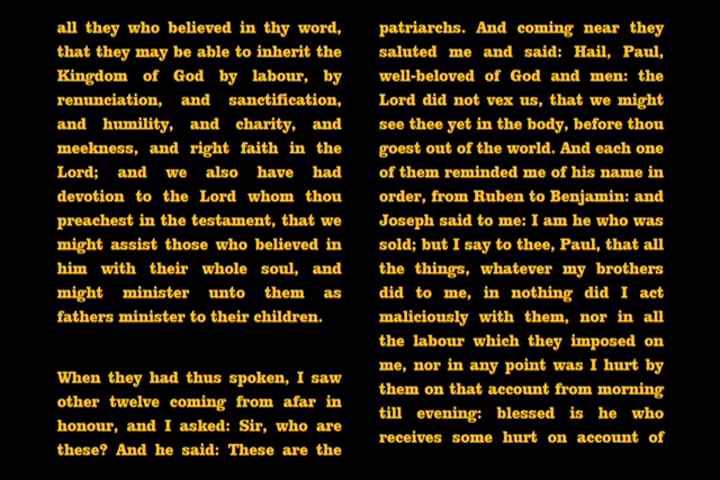 all they who believed in thy word,
that they may be able to inherit the
Kingdom of God by labour, by
renunciation, and sanctification,
and humility, and charity, and
meekness, and right faith in the
Lord; and we also have had
devotion to the Lord whom thou
preachest in the testament, that we
might assist those who believed in
him with their whole soul, and
might minister unto them as
fathers minister to their children.
When they had thus spoken, I saw
other twelve coming from afar in
honour, and I asked: Sir, who are
these? And he said: These are the
patriarchs. And coming near they
saluted me and said: Hail, Paul,
well-beloved of God and men: the
Lord did not vex us, that we might
see thee yet in the body, before thou
goest out of the world. And each one
of them reminded me of his name in
order, from Ruben to Benjamin: and
Joseph said to me: I am he who was
sold; but I say to thee, Paul, that all
the things, whatever my brothers
did to me, in nothing did I act
maliciously with them, nor in all
the labour which they imposed on
me, nor in any point was I hurt by
them on that account from morning
till evening: blessed is he who
receives some hurt on account of